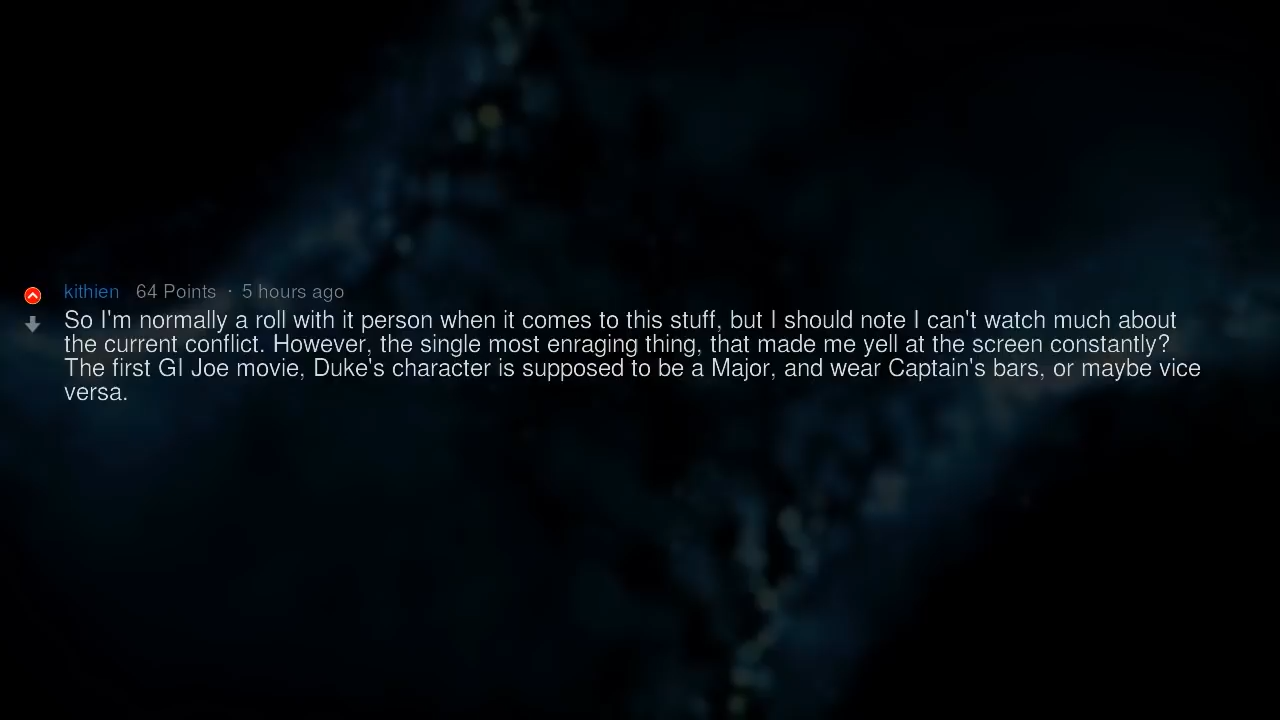 kithien 64 Points · 5 hours ago
So I'm normally a roll with it person when it comes to this stuff, but I should note I can't watch much about
the current conflict. However, the single most enraging thing, that made me yell at the screen constantly?
The first GI Joe movie, Duke's character is supposed to be a Major, and wear Captain's bars, or maybe vice
versa.